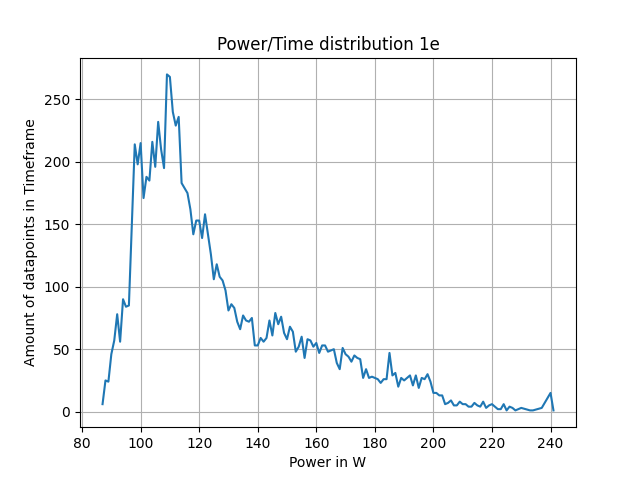 Power/Time distribution 1e
Amount of datapoints in Timeframe
250
200
150
100
50
0
80 100 120 140 160 180 200 220 240
Power in W